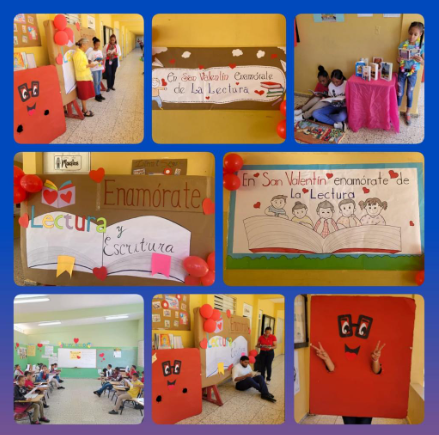 En San Valentín Enamórate
de La Lectura
Enamórate
Lectura
y
Escritura
En San Valentín enamórate de
La Lectura